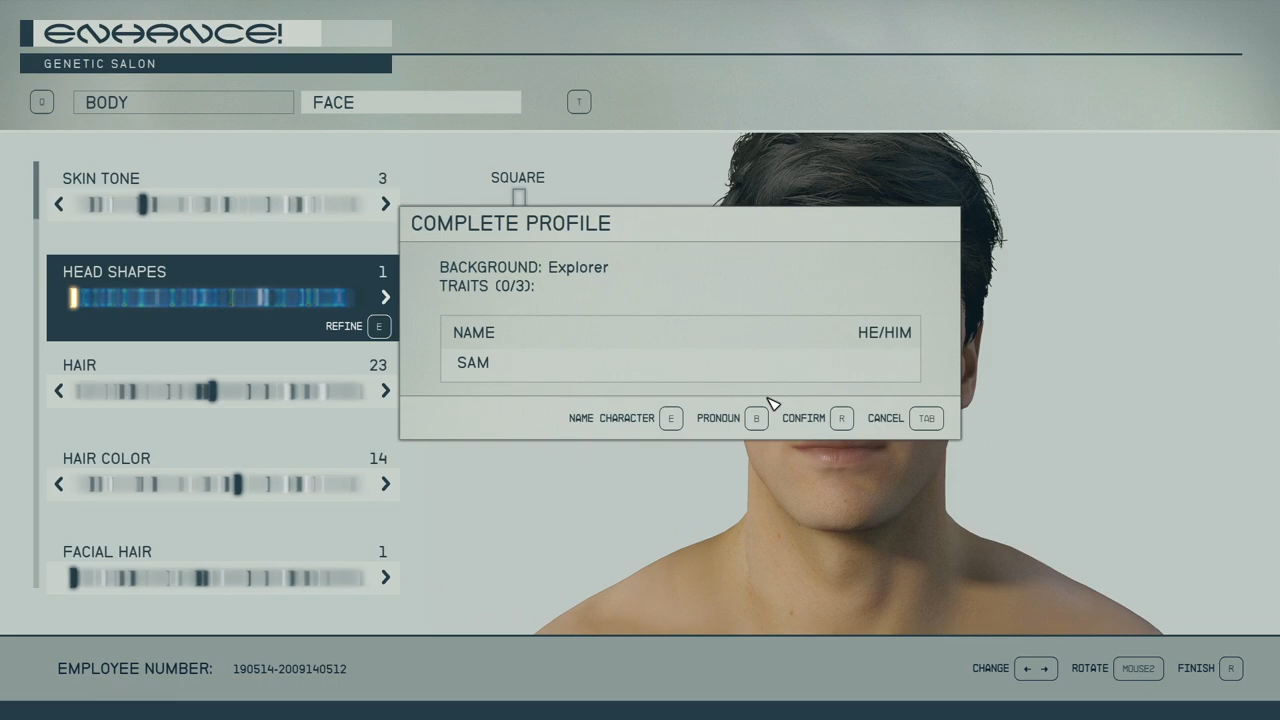 ENHANCE!
GENETIC SALON
Q BODY FACE T
SKIN TONE 3
SQUARE
HEAD SHAPES 1
REFINE E
HAIR 23
HAIR COLOR 14
FACIAL HAIR 1
COMPLETE PROFILE
BACKGROUND: Explorer
TRAITS (0/3):
NAME HE/HIM
SAM
NAME CHARACTER E PRONOUN B CONFIRM R CANCEL TAB
EMPLOYEE NUMBER: 190514-2009140512
CHANGE ← → ROTATE MOUSE2 FINISH R